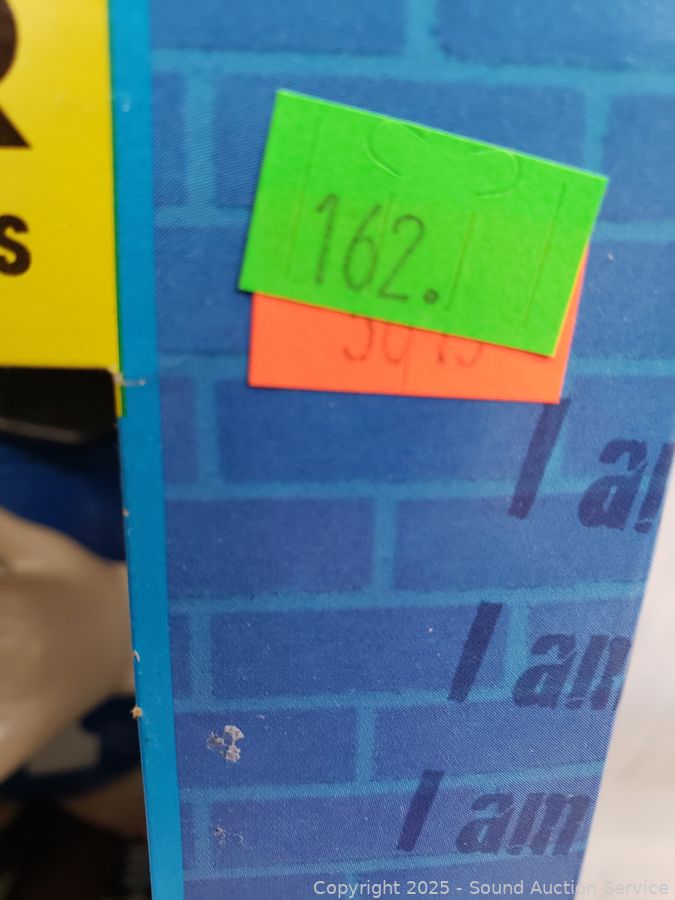 R
s
162.
I am
I am
I am
Copyright 2025 - Sound Auction Service